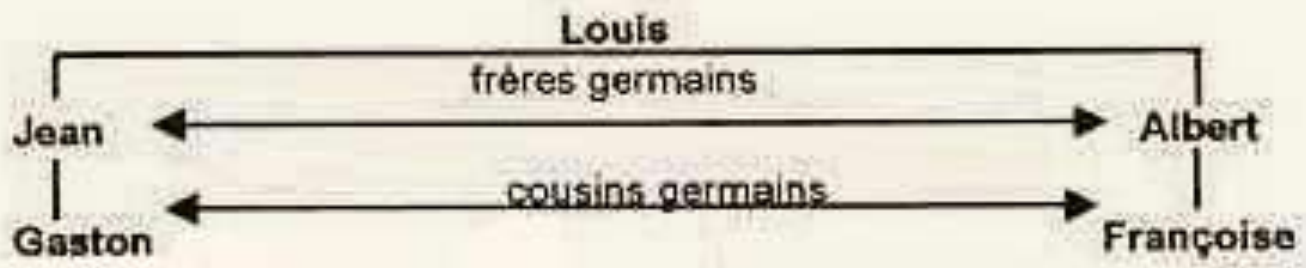 Louis
frères germains
Jean Albert
cousins germains
Gaston Françoise